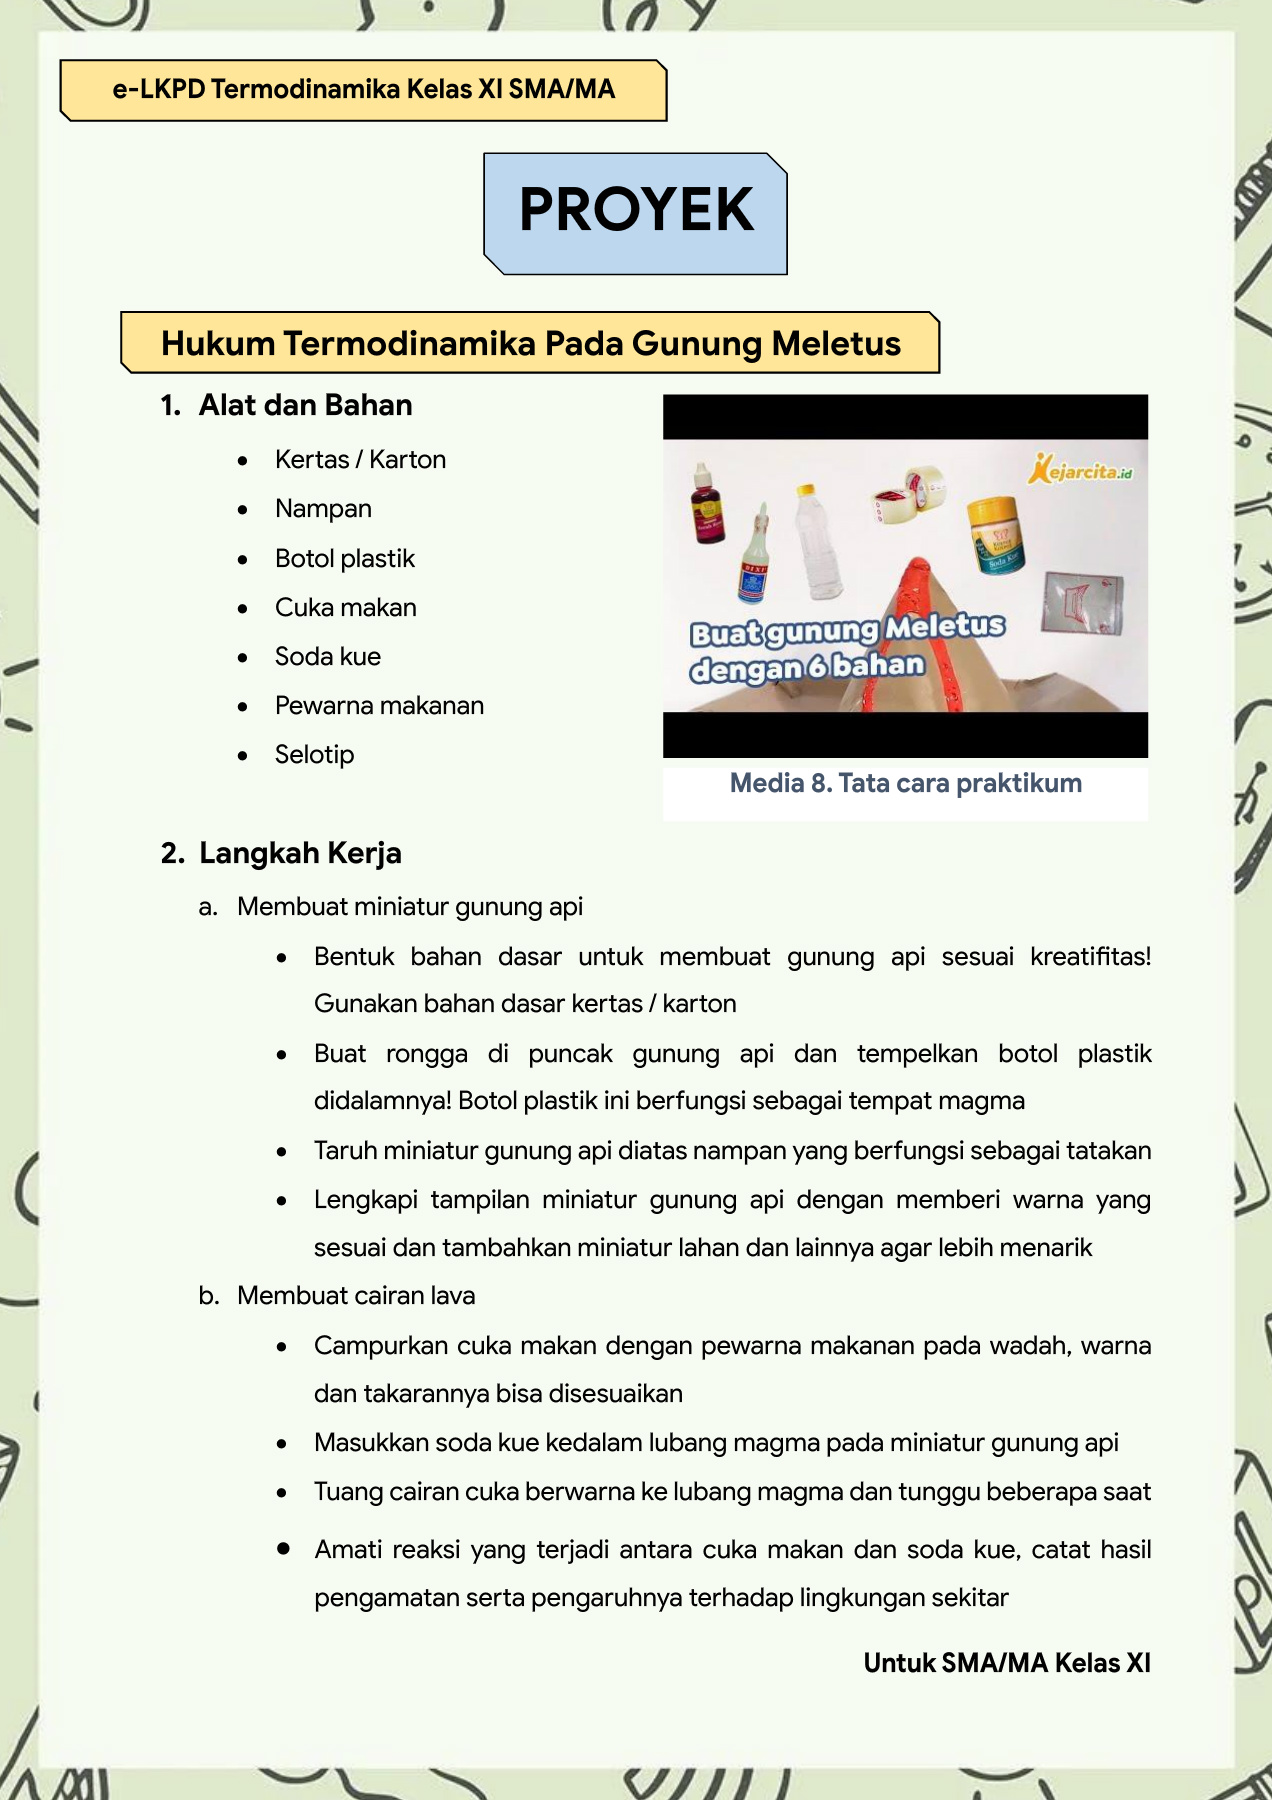 e-LKPD Termodinamika Kelas XI SMA/MA
PROYEK
Hukum Termodinamika Pada Gunung Meletus
1. Alat dan Bahan
• Kertas / Karton
• Nampan
• Botol plastik
• Cuka makan
• Soda kue
• Pewarna makanan
• Selotip
Kejarcita.id
Soda Kue
Buat gunung Meletus
dengan 6 bahan
Media 8. Tata cara praktikum
2. Langkah Kerja
a. Membuat miniatur gunung api
• Bentuk bahan dasar untuk membuat gunung api sesuai kreatifitas!
Gunakan bahan dasar kertas / karton
• Buat rongga di puncak gunung api dan tempelkan botol plastik
didalamnya! Botol plastik ini berfungsi sebagai tempat magma
• Taruh miniatur gunung api diatas nampan yang berfungsi sebagai tatakan
• Lengkapi tampilan miniatur gunung api dengan memberi warna yang
sesuai dan tambahkan miniatur lahan dan lainnya agar lebih menarik
b. Membuat cairan lava
• Campurkan cuka makan dengan pewarna makanan pada wadah, warna
dan takarannya bisa disesuaikan
• Masukkan soda kue kedalam lubang magma pada miniatur gunung api
• Tuang cairan cuka berwarna ke lubang magma dan tunggu beberapa saat
• Amati reaksi yang terjadi antara cuka makan dan soda kue, catat hasil
pengamatan serta pengaruhnya terhadap lingkungan sekitar
Untuk SMA/MA Kelas XI